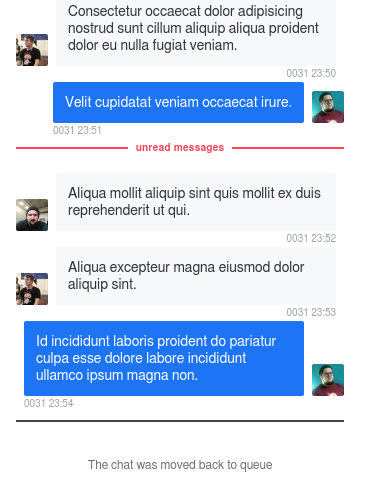 Consectetur occaecat dolor adipisicing
nostrud sunt cillum aliquip aliqua proident
dolor eu nulla fugiat veniam.
0031 23:50
Velit cupidatat veniam occaecat irure.
0031 23:51
unread messages
Aliqua mollit aliquip sint quis mollit ex duis
reprehenderit ut qui.
0031 23:52
Aliqua excepteur magna eiusmod dolor
aliquip sint.
0031 23:53
Id incididunt laboris proident do pariatur
culpa esse dolore labore incididunt
ullamco ipsum magna non.
0031 23:54
The chat was moved back to queue